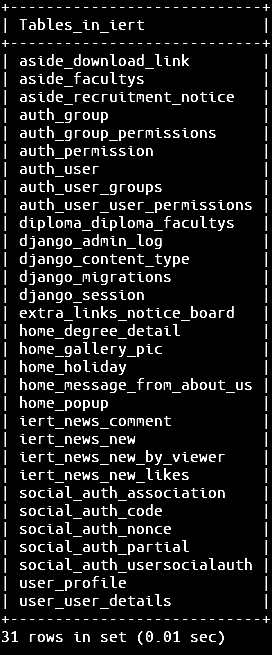 +----------------------------+
| Tables_in_iert             |
+----------------------------+
| aside_download_link        |
| aside_facultys             |
| aside_recruitment_notice   |
| auth_group                 |
| auth_group_permissions     |
| auth_permission            |
| auth_user                  |
| auth_user_groups           |
| auth_user_user_permissions |
| diploma_diploma_facultys   |
| django_admin_log           |
| django_content_type        |
| django_migrations          |
| django_session             |
| extra_links_notice_board   |
| home_degree_detail         |
| home_gallery_pic           |
| home_holiday               |
| home_message_from_about_us |
| home_popup                 |
| iert_news_comment          |
| iert_news_new              |
| iert_news_new_by_viewer    |
| iert_news_new_likes        |
| social_auth_association    |
| social_auth_code           |
| social_auth_nonce          |
| social_auth_partial        |
| social_auth_usersocialauth |
| user_profile               |
| user_user_details          |
+----------------------------+
31 rows in set (0.01 sec)